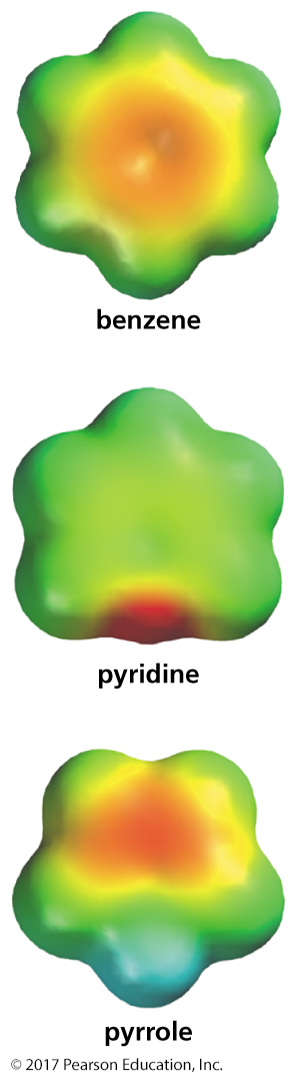 benzene
pyridine
pyrrole
© 2017 Pearson Education, Inc.